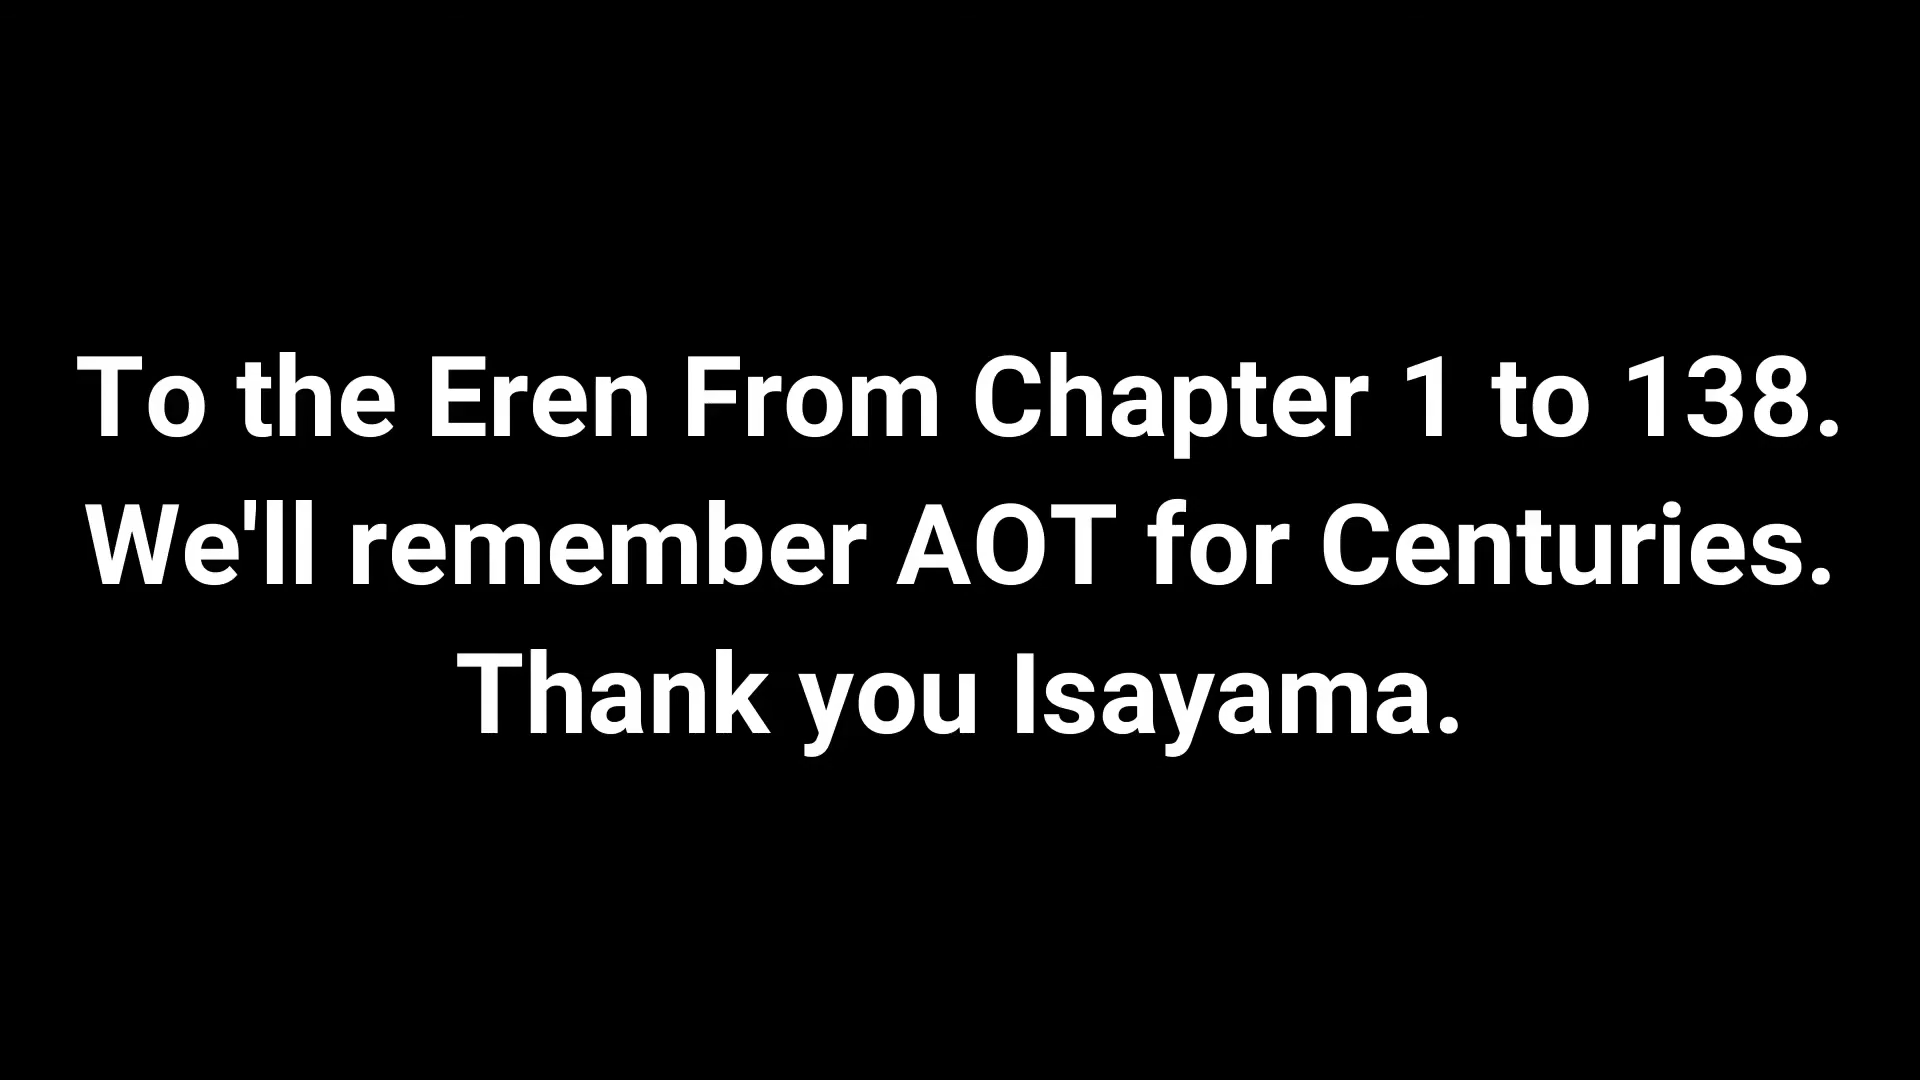 To the Eren From Chapter 1 to 138.
We'll remember AOT for Centuries.
Thank you Isayama.